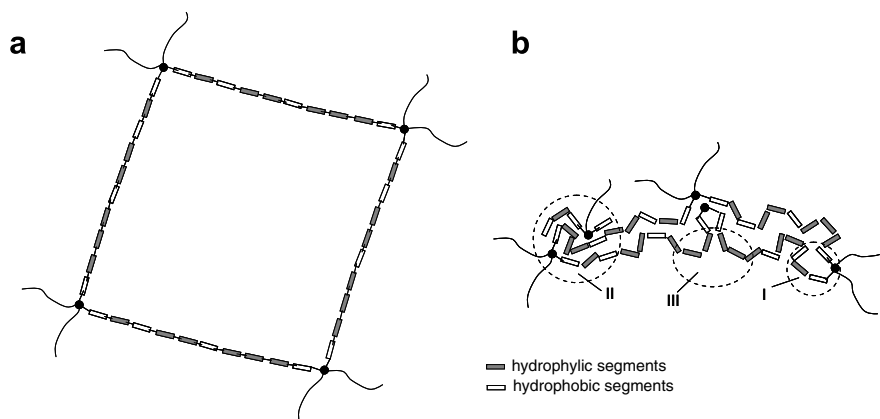 a
b
II
III
I
hydrophylic segments
hydrophobic segments